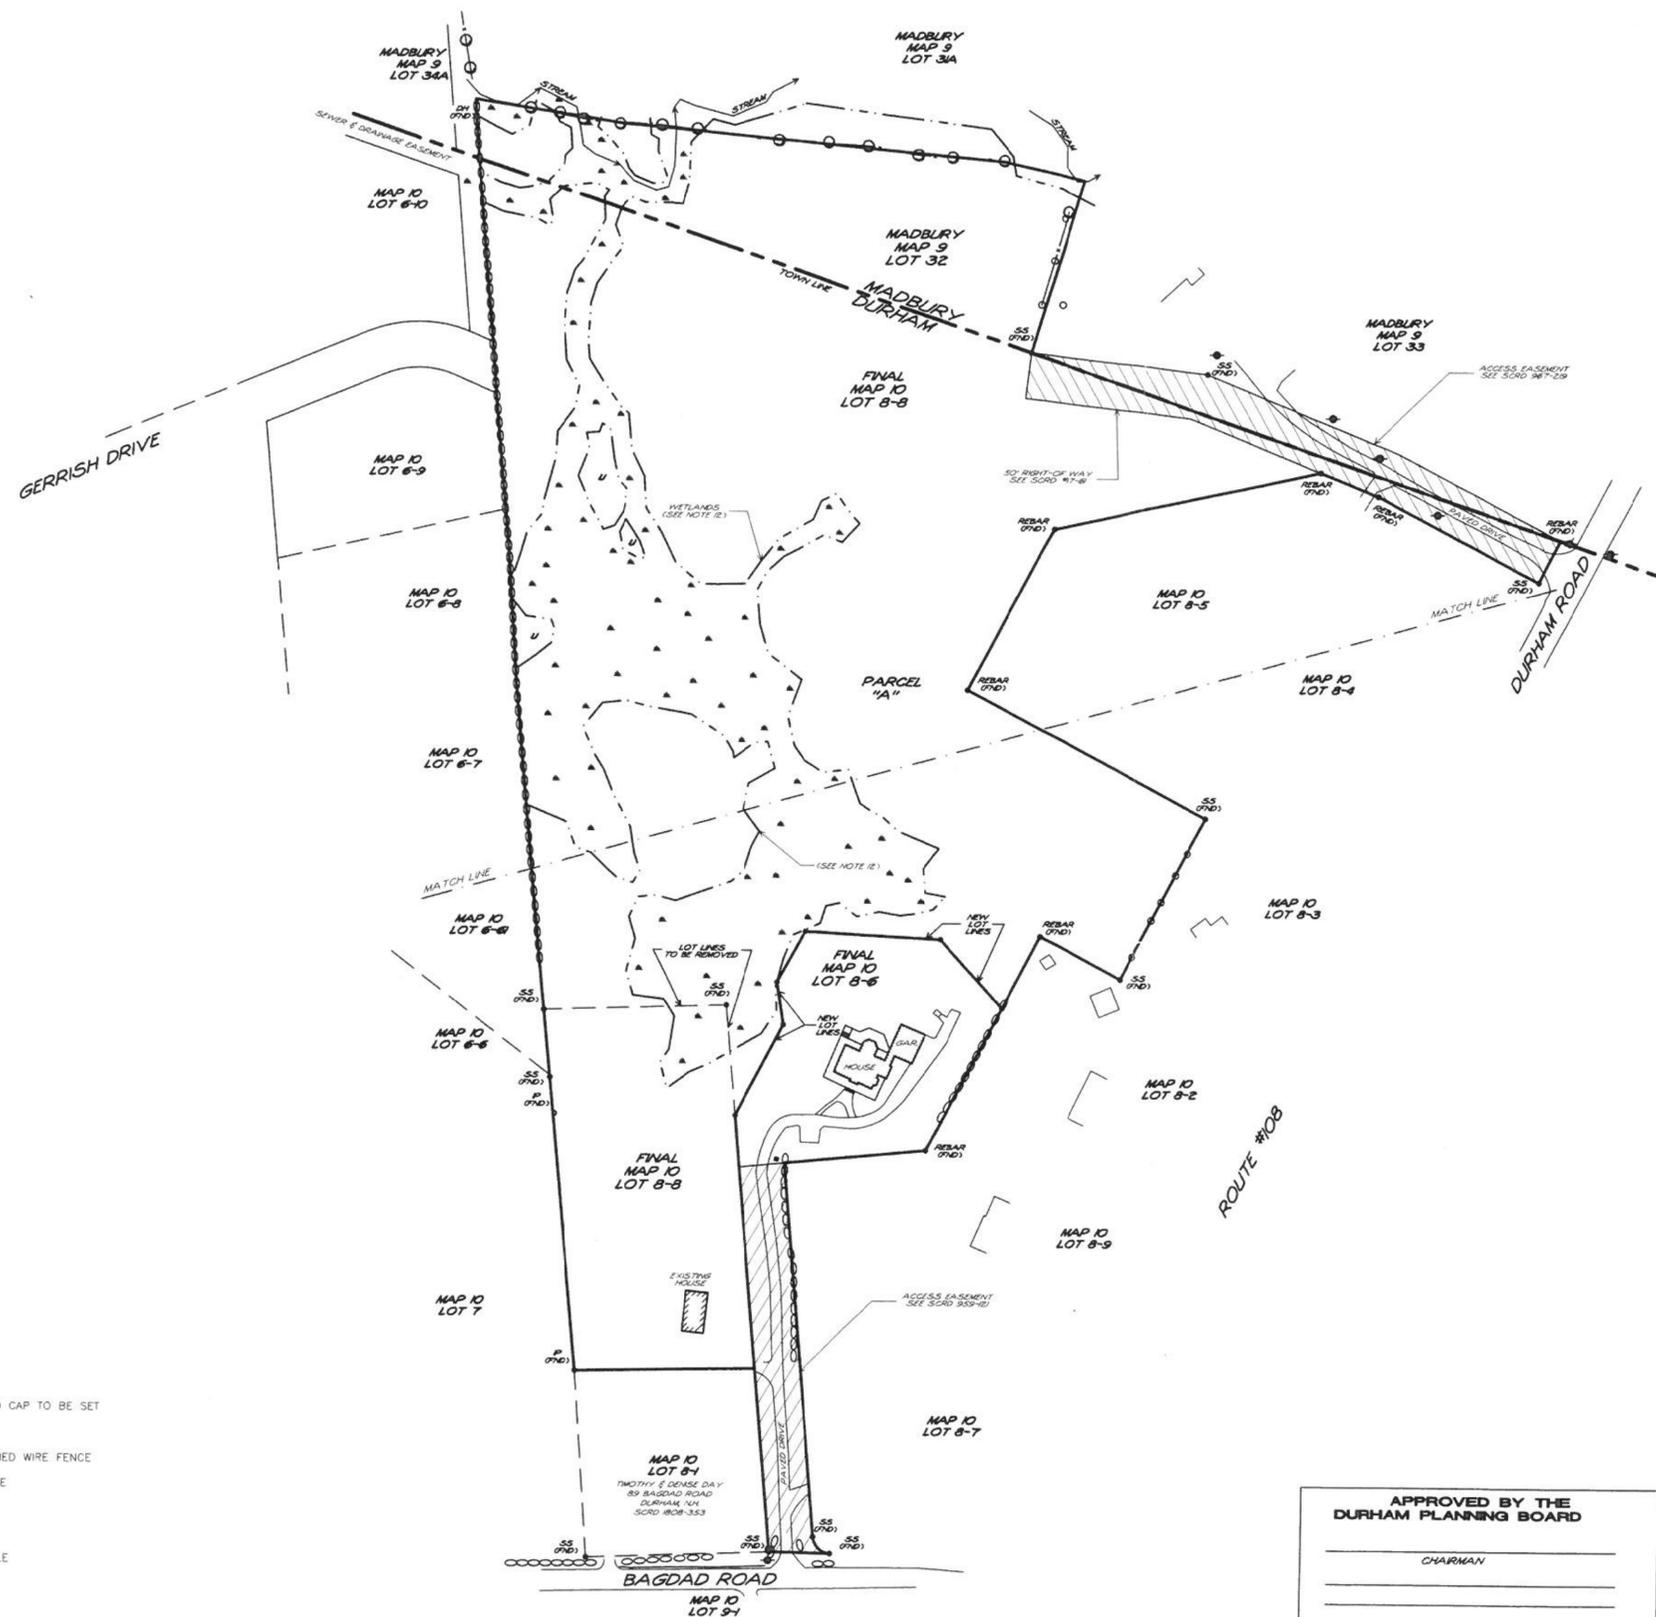 MADBURY
MAP 9
LOT 34A
MADBURY
MAP 9
LOT 31A
STREAM
STREAM
STREAM
DH
(FND)
SEWER & DRAINAGE EASEMENT
MAP 10
LOT 6-10
MADBURY
MAP 9
LOT 32
TOWN LINE
MADBURY
DURHAM
SS
(FND)
MADBURY
MAP 9
LOT 33
SS
(FND)
ACCESS EASEMENT
SEE SCRD 967-219
FINAL
MAP 10
LOT 8-8
GERRISH DRIVE
MAP 10
LOT 6-9
50' RIGHT-OF WAY
SEE SCRD
REBAR
(FND)
REBAR
(FND)
REBAR
(FND)
PAVED DRIVE
REBAR
(FND)
SS
(FND)
WETLANDS
(SEE NOTE 12)
U
U
U
MAP 10
LOT 6-8
MAP 10
LOT 8-5
MATCH LINE
DURHAM ROAD
PARCEL
"A"
REBAR
(FND)
MAP 10
LOT 8-4
MAP 10
LOT 6-7
SS
(FND)
(SEE NOTE 12)
MATCH LINE
MAP 10
LOT
NEW
LOT
LINES
REBAR
(FND)
MAP 10
LOT 8-3
LOT LINES
TO BE REMOVED
FINAL
MAP 10
LOT 8-6
SS
(FND)
SS
(FND)
SS
(FND)
NEW
LOT
LINES
MAP 10
LOT 6-6
GAR.
HOUSE
SS
(FND)
IP
(FND)
MAP 10
LOT 8-2
REBAR
(FND)
ROUTE #108
FINAL
MAP 10
LOT 8-8
MAP 10
LOT 8-9
EXISTING
HOUSE
MAP 10
LOT 7
ACCESS EASEMENT
SEE SCRD 959-121
IP
(FND)
CAP TO BE SET
WIRE FENCE
MAP 10
LOT 8-7
PAVED DRIVE
MAP 10
LOT 8-1
TIMOTHY & DENISE DAY
89 BAGDAD ROAD
DURHAM, N.H.
SCRD 1808-353
SS
(FND)
SS
(FND)
SS
(FND)
SS
(FND)
BAGDAD ROAD
MAP 10
LOT 9-1
APPROVED BY THE
DURHAM PLANNING BOARD
CHAIRMAN